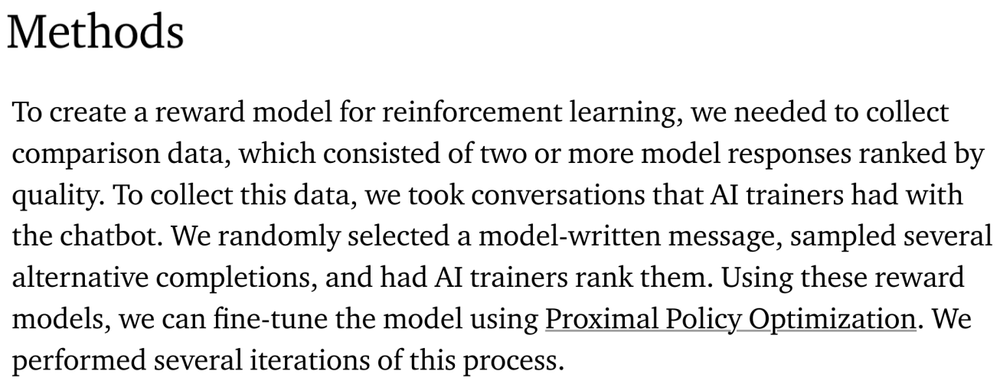 Methods
To create a reward model for reinforcement learning, we needed to collect
comparison data, which consisted of two or more model responses ranked by
quality. To collect this data, we took conversations that AI trainers had with
the chatbot. We randomly selected a model-written message, sampled several
alternative completions, and had AI trainers rank them. Using these reward
models, we can fine-tune the model using Proximal Policy Optimization. We
performed several iterations of this process.